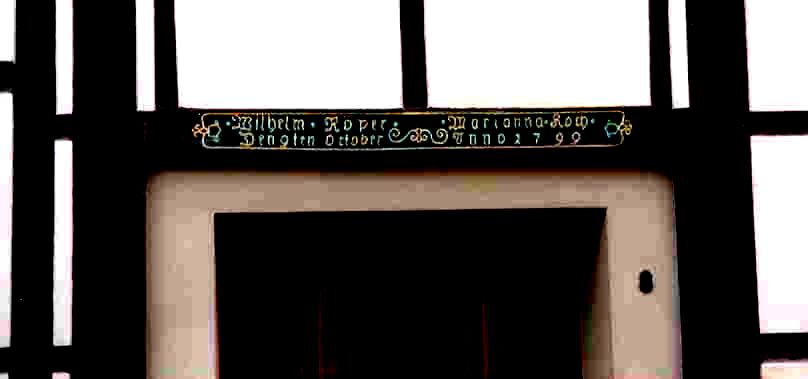 Wilhelm · Roper · Marianna · Koch ·
Den 9ten October Anno 1799